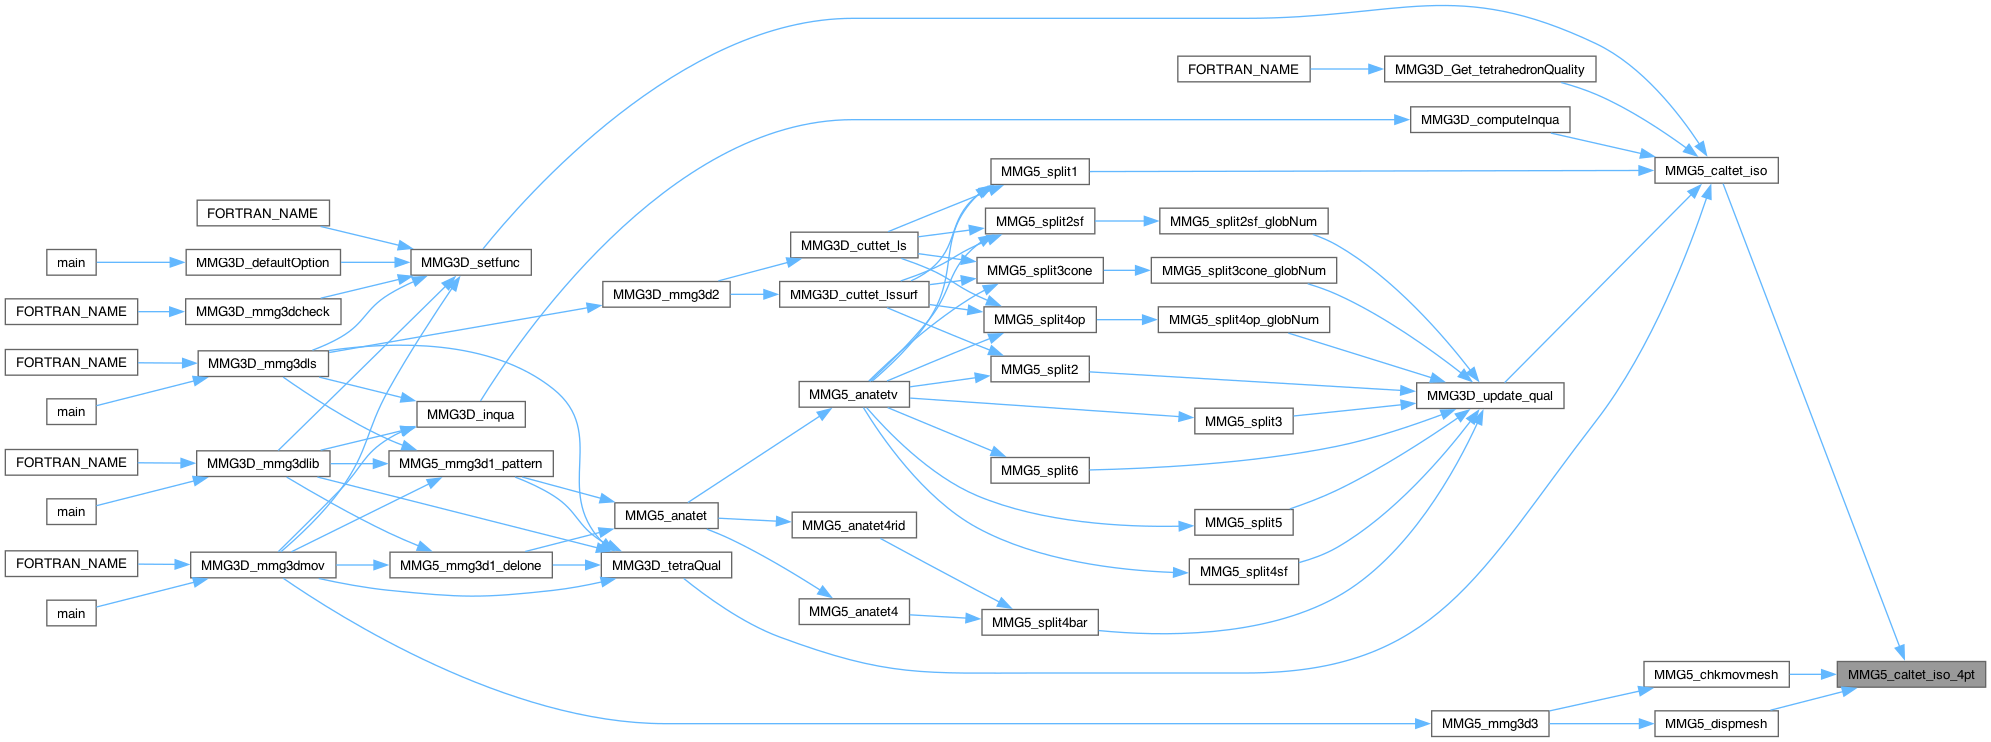 FORTRAN_NAME
MMG3D_Get_tetrahedronQuality
MMG3D_computeInqua
MMG5_split1
MMG5_caltet_iso
FORTRAN_NAME
MMG5_split2sf
MMG5_split2sf_globNum
MMG3D_cuttet_ls
main
MMG3D_defaultOption
MMG3D_setfunc
MMG5_split3cone
MMG5_split3cone_globNum
MMG3D_mmg3d2
MMG3D_cuttet_lssurf
FORTRAN_NAME
MMG3D_mmg3dcheck
MMG5_split4op
MMG5_split4op_globNum
FORTRAN_NAME
MMG3D_mmg3dls
MMG5_split2
MMG5_anatetv
MMG3D_update_qual
main
MMG3D_inqua
MMG5_split3
FORTRAN_NAME
MMG3D_mmg3dlib
MMG5_mmg3d1_pattern
MMG5_split6
main
MMG5_anatet
MMG5_anatet4rid
MMG5_split5
FORTRAN_NAME
MMG3D_mmg3dmov
MMG5_mmg3d1_delone
MMG3D_tetraQual
MMG5_split4sf
main
MMG5_anatet4
MMG5_split4bar
MMG5_chkmovmesh
MMG5_caltet_iso_4pt
MMG5_mmg3d3
MMG5_dispmesh